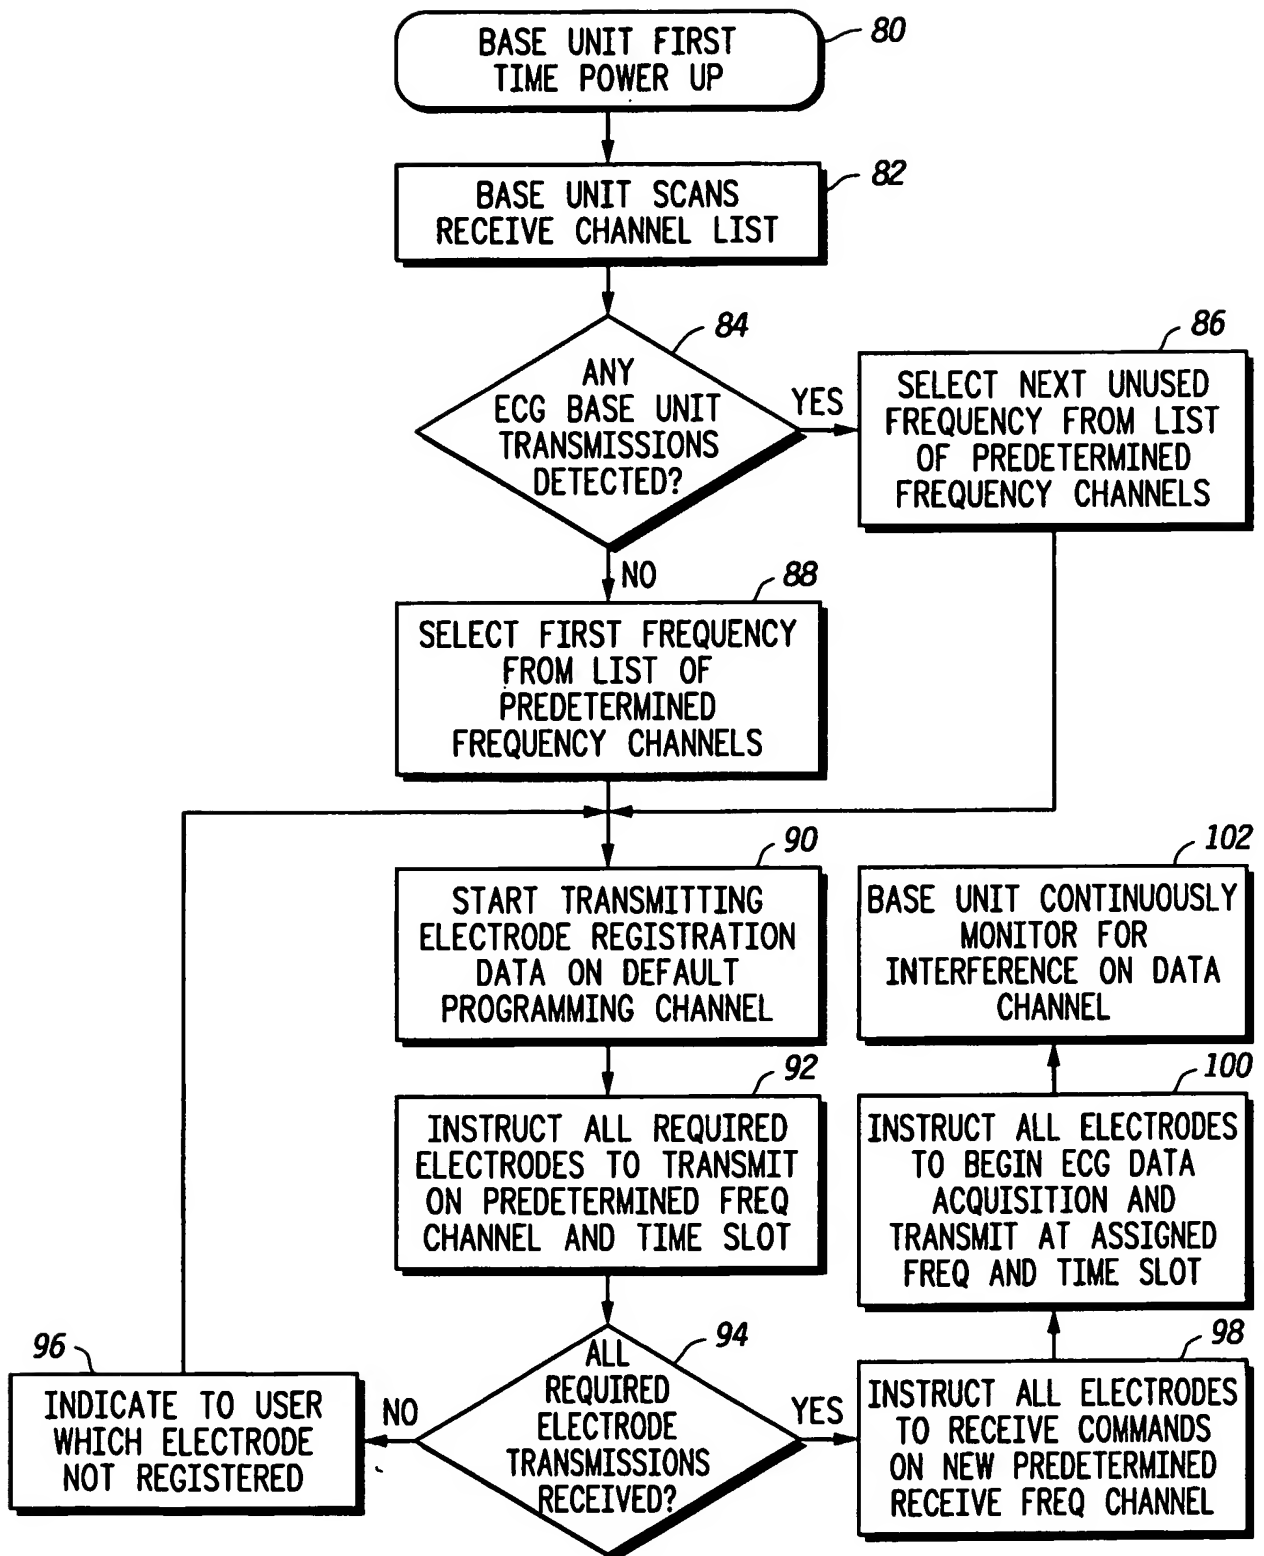 BASE UNIT FIRST
TIME POWER UP
80
BASE UNIT SCANS
RECEIVE CHANNEL LIST
82
ANY
ECG BASE UNIT
TRANSMISSIONS
DETECTED?
84
YES
SELECT NEXT UNUSED
FREQUENCY FROM LIST
OF PREDETERMINED
FREQUENCY CHANNELS
86
NO
SELECT FIRST FREQUENCY
FROM LIST OF
PREDETERMINED
FREQUENCY CHANNELS
88
START TRANSMITTING
ELECTRODE REGISTRATION
DATA ON DEFAULT
PROGRAMMING CHANNEL
90
INSTRUCT ALL REQUIRED
ELECTRODES TO TRANSMIT
ON PREDETERMINED FREQ
CHANNEL AND TIME SLOT
92
ALL
REQUIRED
ELECTRODE
TRANSMISSIONS
RECEIVED?
94
NO
INDICATE TO USER
WHICH ELECTRODE
NOT REGISTERED
96
YES
INSTRUCT ALL ELECTRODES
TO RECEIVE COMMANDS
ON NEW PREDETERMINED
RECEIVE FREQ CHANNEL
98
INSTRUCT ALL ELECTRODES
TO BEGIN ECG DATA
ACQUISITION AND
TRANSMIT AT ASSIGNED
FREQ AND TIME SLOT
100
BASE UNIT CONTINUOUSLY
MONITOR FOR
INTERFERENCE ON DATA
CHANNEL
102